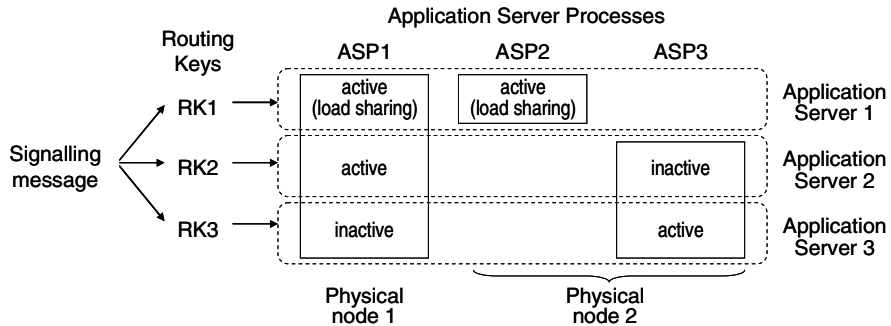 Application Server Processes
Routing
Keys
ASP1
ASP2
ASP3
RK1
active
(load sharing)
active
(load sharing)
Application
Server 1
Signalling
message
RK2
active
inactive
Application
Server 2
RK3
inactive
active
Application
Server 3
Physical
node 1
Physical
node 2